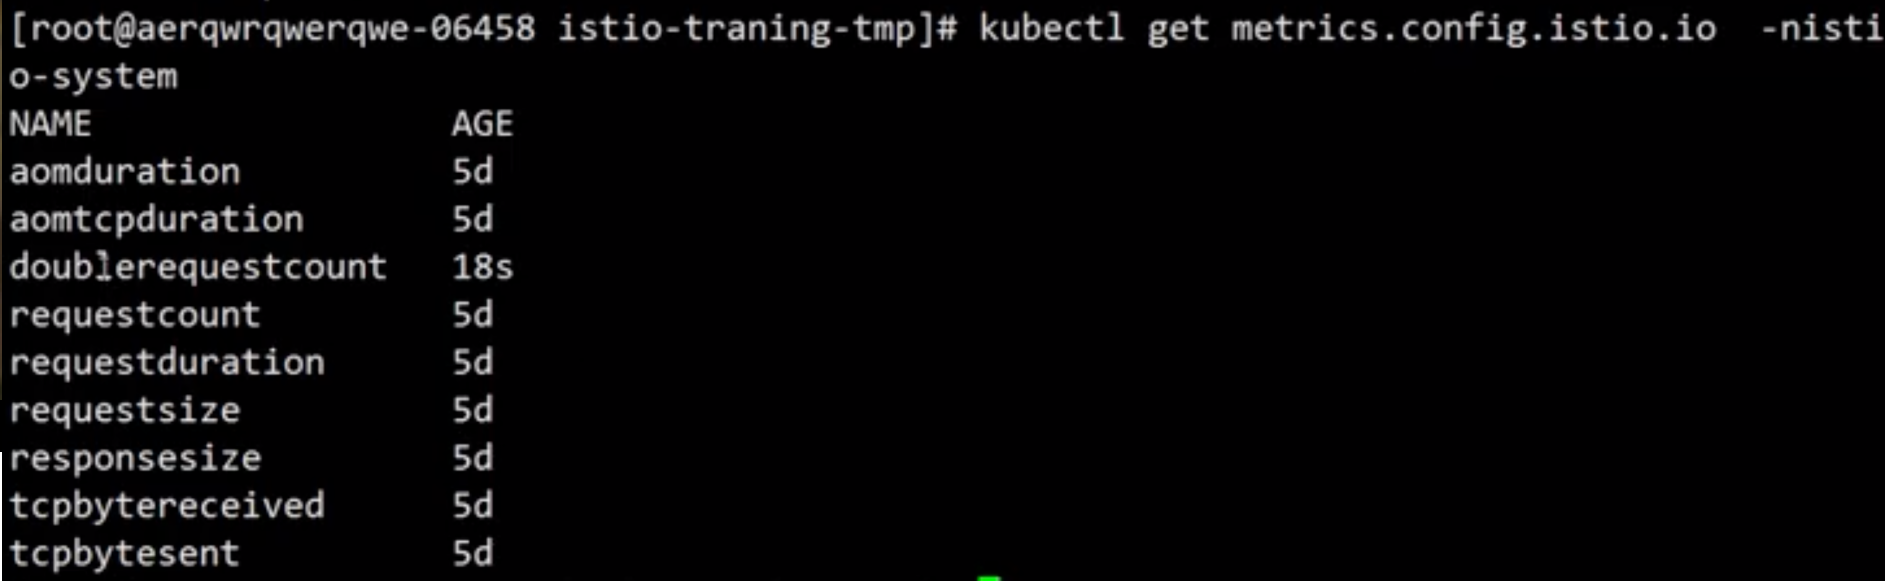 [root@aerqwrqwerqwe-06458 istio-traning-tmp]# kubectl get metrics.config.istio.io  -nisti
o-system
NAME                 AGE
aomduration          5d
aomtcpduration       5d
doublerequestcount   18s
requestcount         5d
requestduration      5d
requestsize          5d
responsesize         5d
tcpbytereceived      5d
tcpbytesent          5d